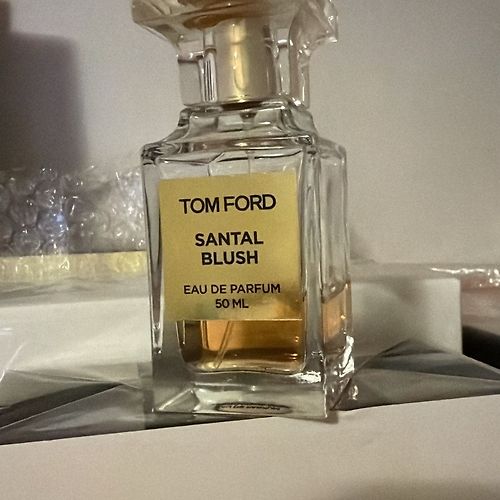 TOM FORD
SANTAL
BLUSH
EAU DE PARFUM
50 ML